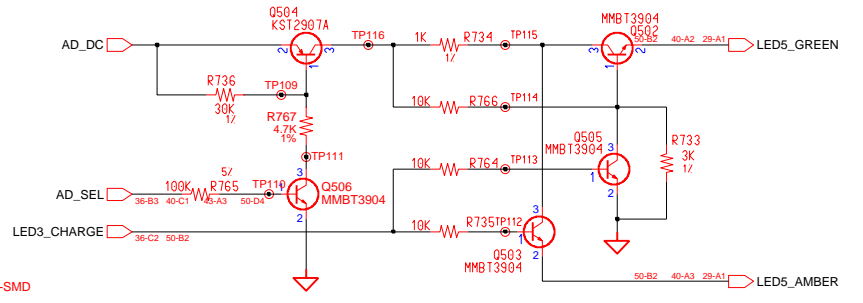 Q504
KST2907A
MMBT3904
Q502
AD_DC
2
3
1
TP116
1K
R734
1/
TP115
3
2
1
50-B2 40-A2 29-A1
LED5_GREEN
R736
30K
1/
TP109
R767
4.7K
1%
10K
R766
TP114
Q505
MMBT3904
R733
3K
1/
TP111
10K
R764
TP113
3
1
2
AD_SEL
36-B3 40-C1 43-A3 50-D4
5/
100K
R765
TP110
3
1
2
Q506
MMBT3904
LED3_CHARGE
36-C2 50-B2
10K
R735
TP112
3
1
2
Q503
MMBT3904
50-B2 40-A3 29-A1
LED5_AMBER
-SMD